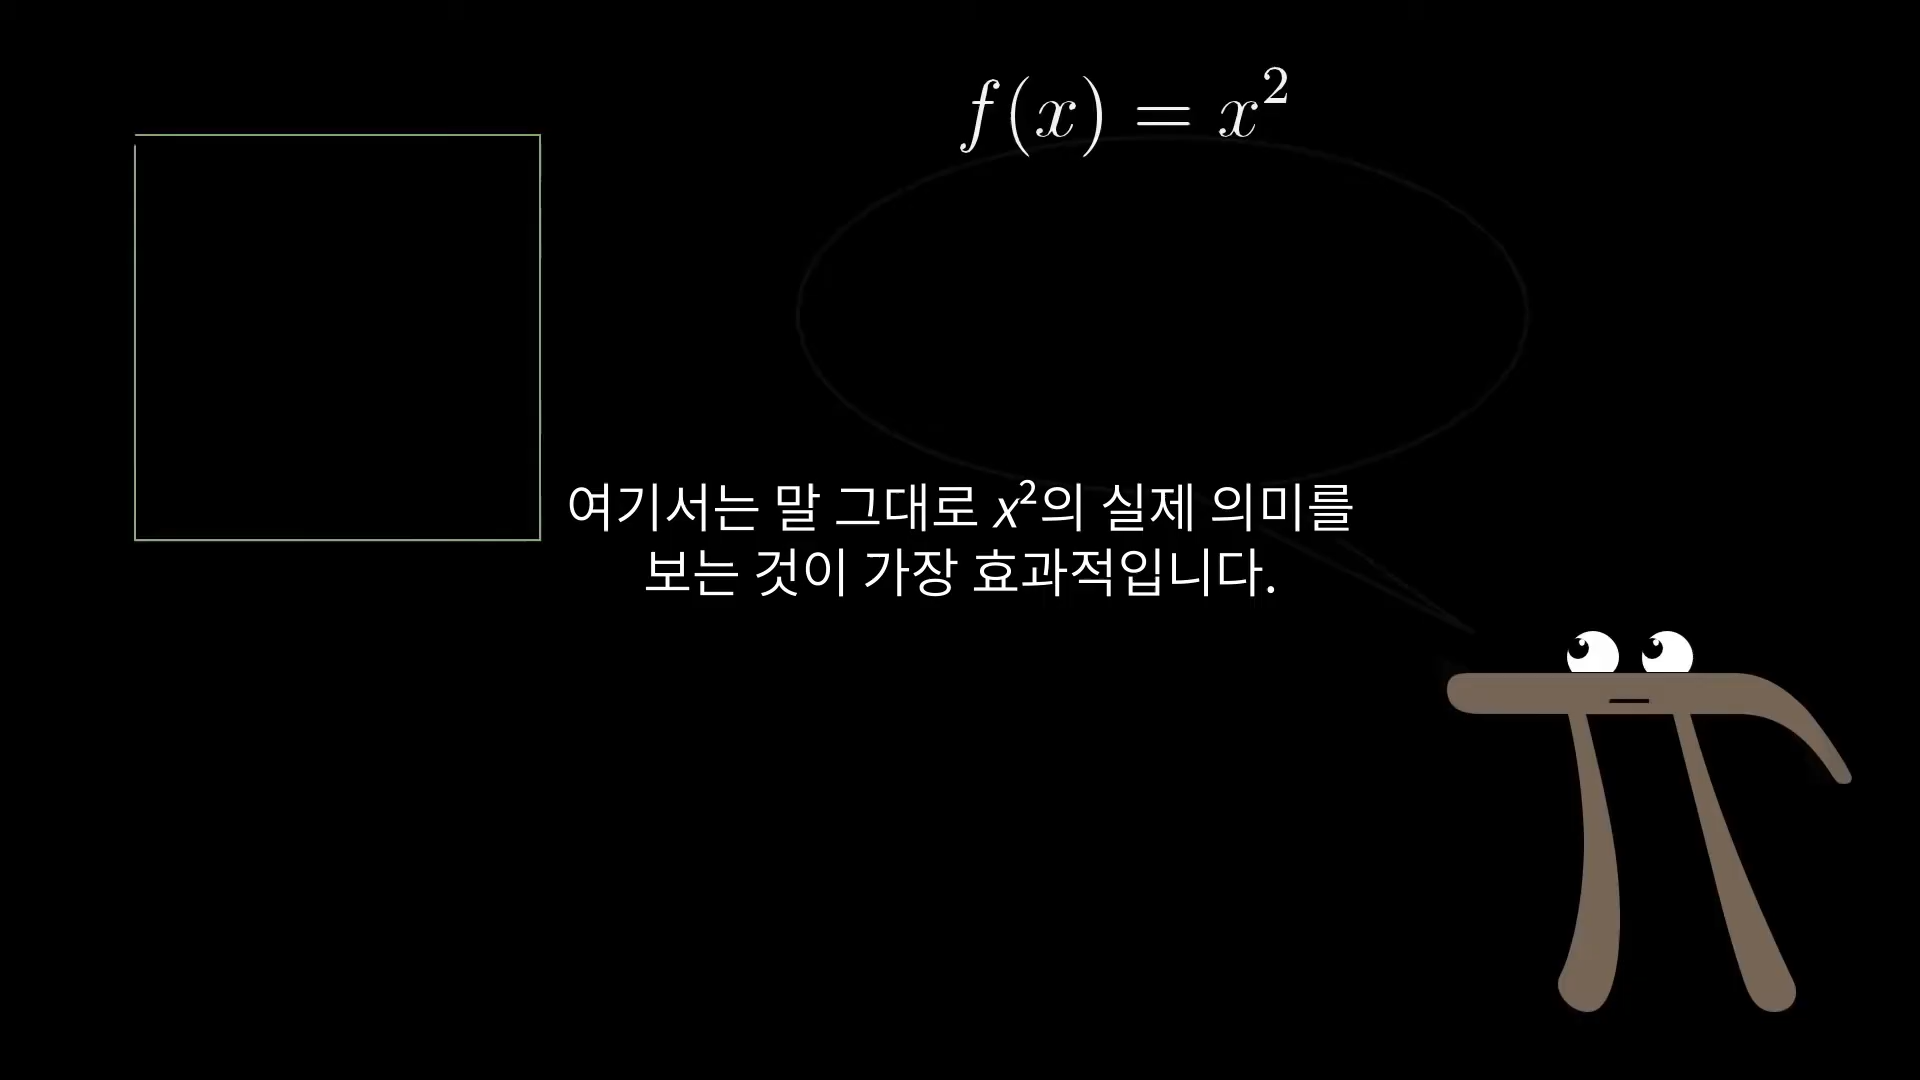 f(x) = x²
여기서는 말 그대로 x²의 실제 의미를
보는 것이 가장 효과적입니다.